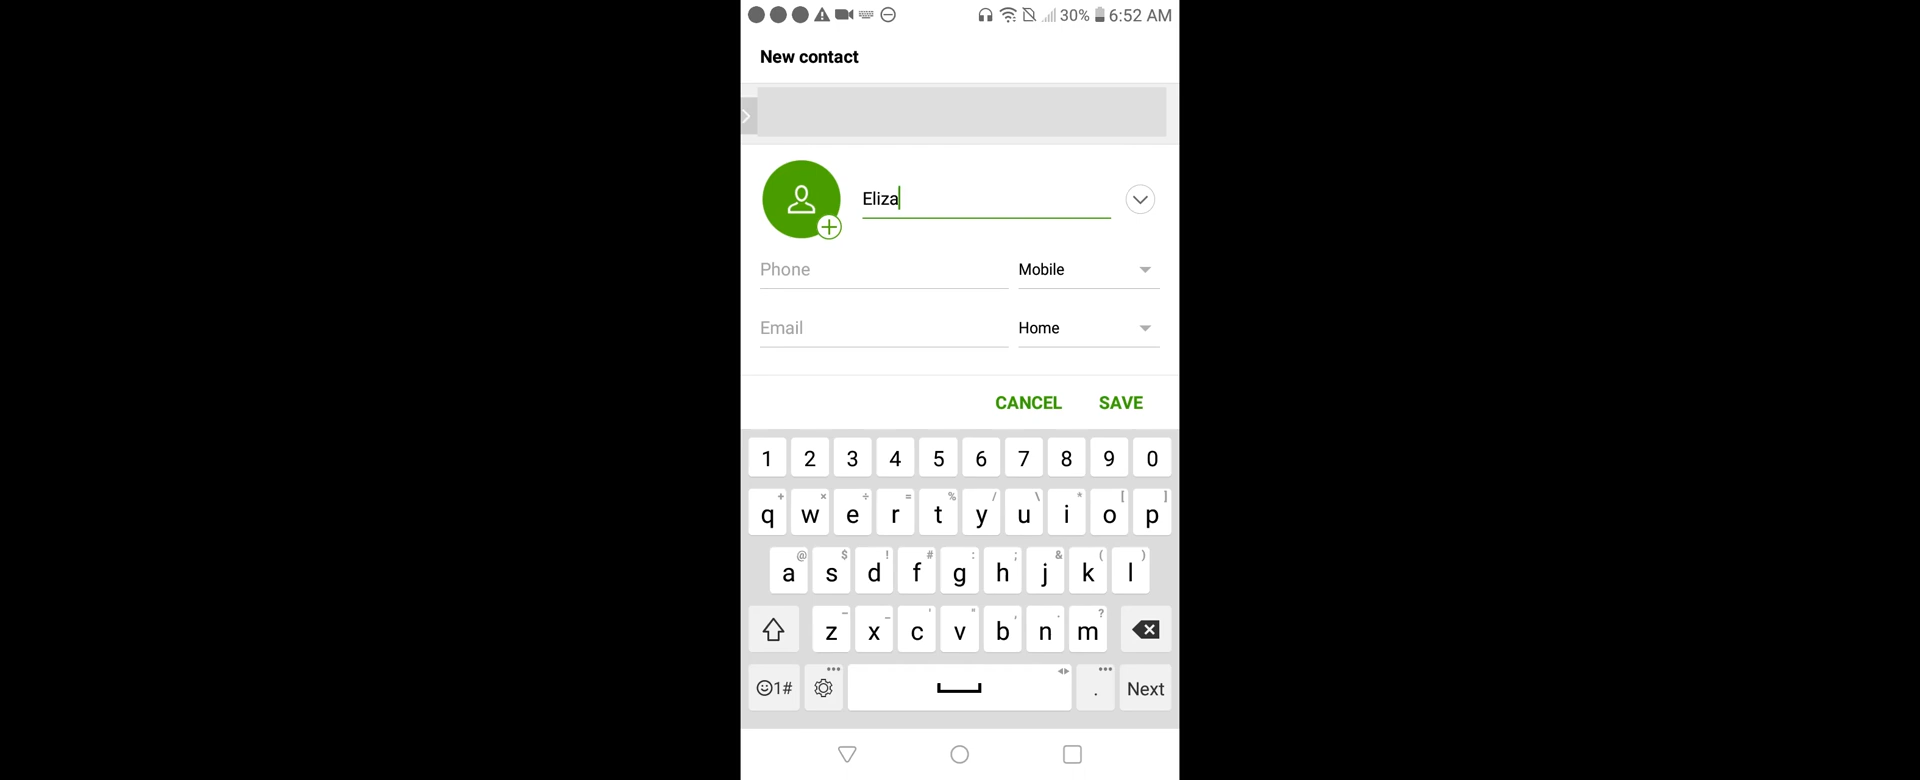 30% 6:52 AM
New contact
Eliza
Phone Mobile
Email Home
CANCEL SAVE
1 2 3 4 5 6 7 8 9 0
+ × ÷ = % / \ * [ ]
q w e r t y u i o p
@ $ ! # : ; & ( )
a s d f g h j k l
− _ ' " , . ?
z x c v b n m
1# . Next